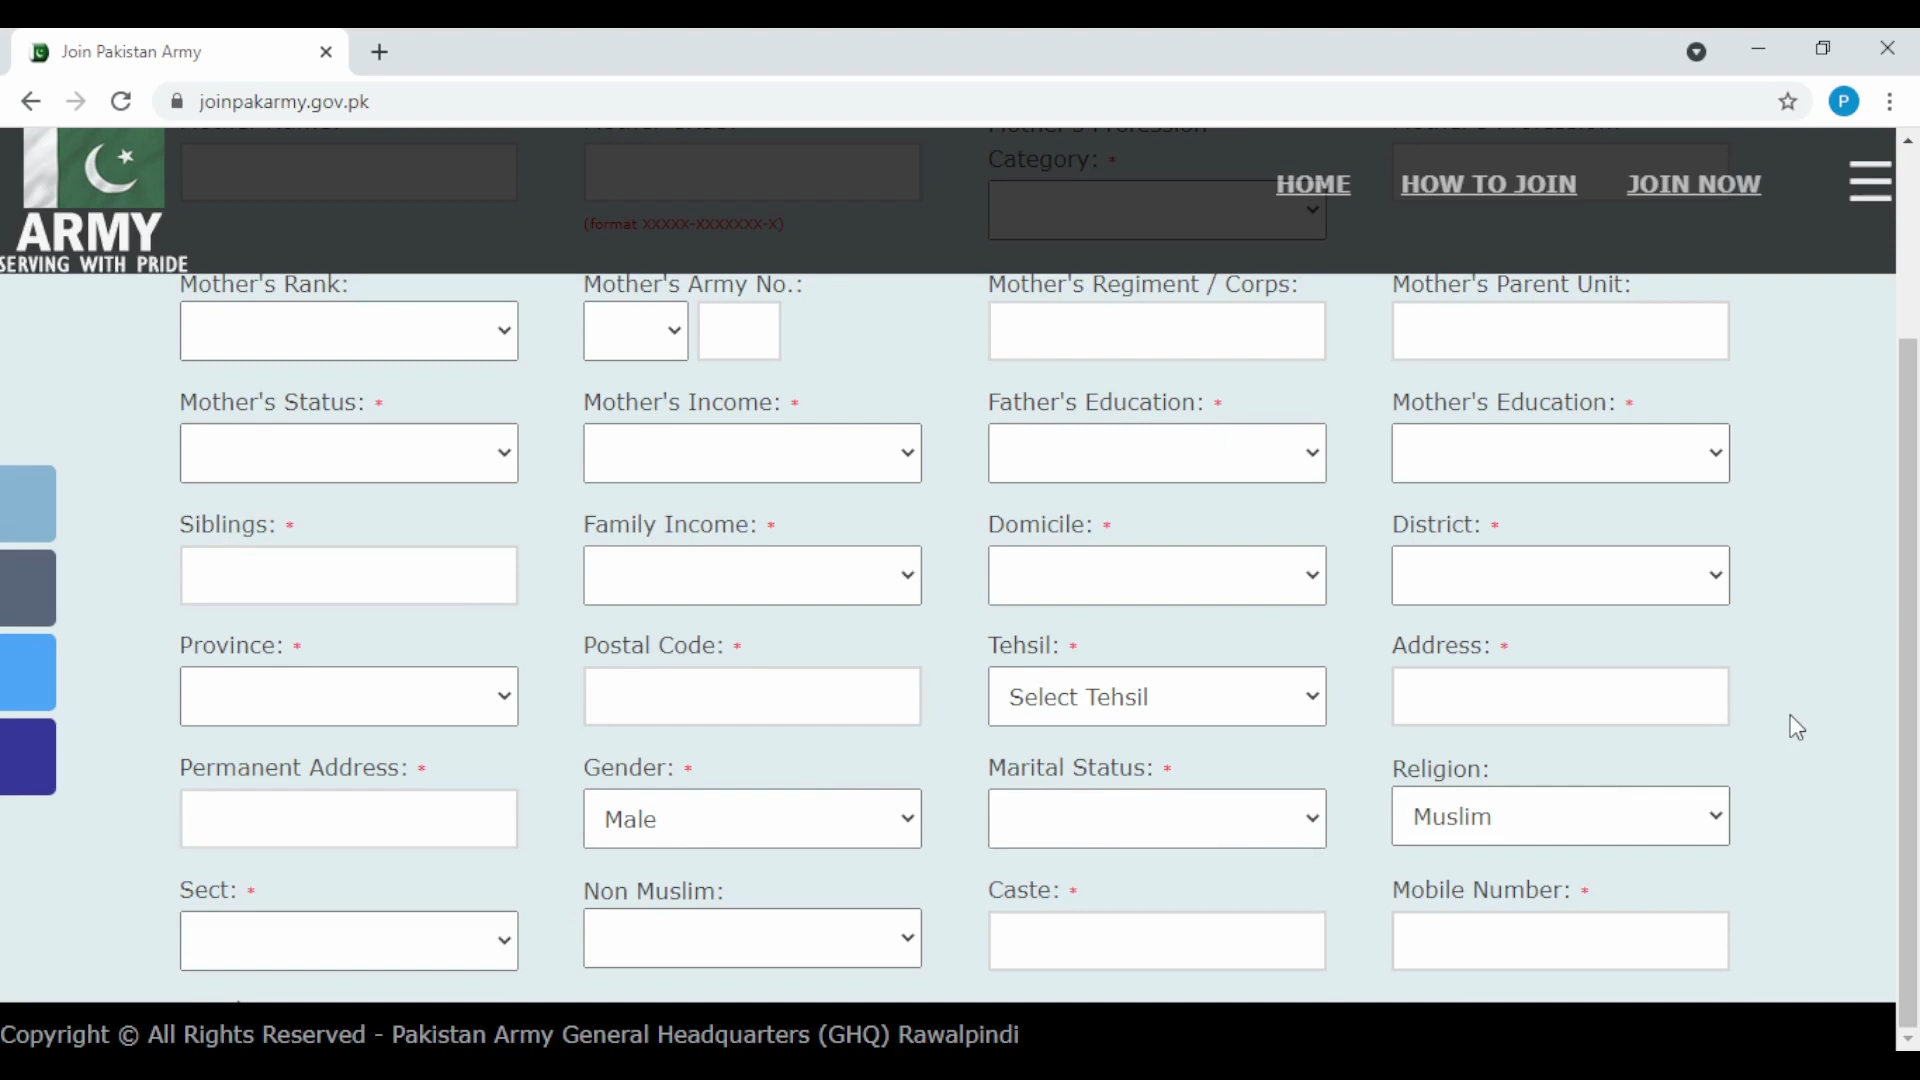 Join Pakistan Army
joinpakarmy.gov.pk
P
Category: *
HOME HOW TO JOIN JOIN NOW
(format XXXXX-XXXXXXX-X)
ARMY
SERVING WITH PRIDE
Mother's Rank: Mother's Army No.: Mother's Regiment / Corps: Mother's Parent Unit:
Mother's Status: * Mother's Income: * Father's Education: * Mother's Education: *
Siblings: * Family Income: * Domicile: * District: *
Province: * Postal Code: * Tehsil: * Address: *
Select Tehsil
Permanent Address: * Gender: * Marital Status: * Religion:
Male Muslim
Sect: * Non Muslim: Caste: * Mobile Number: *
Copyright © All Rights Reserved - Pakistan Army General Headquarters (GHQ) Rawalpindi